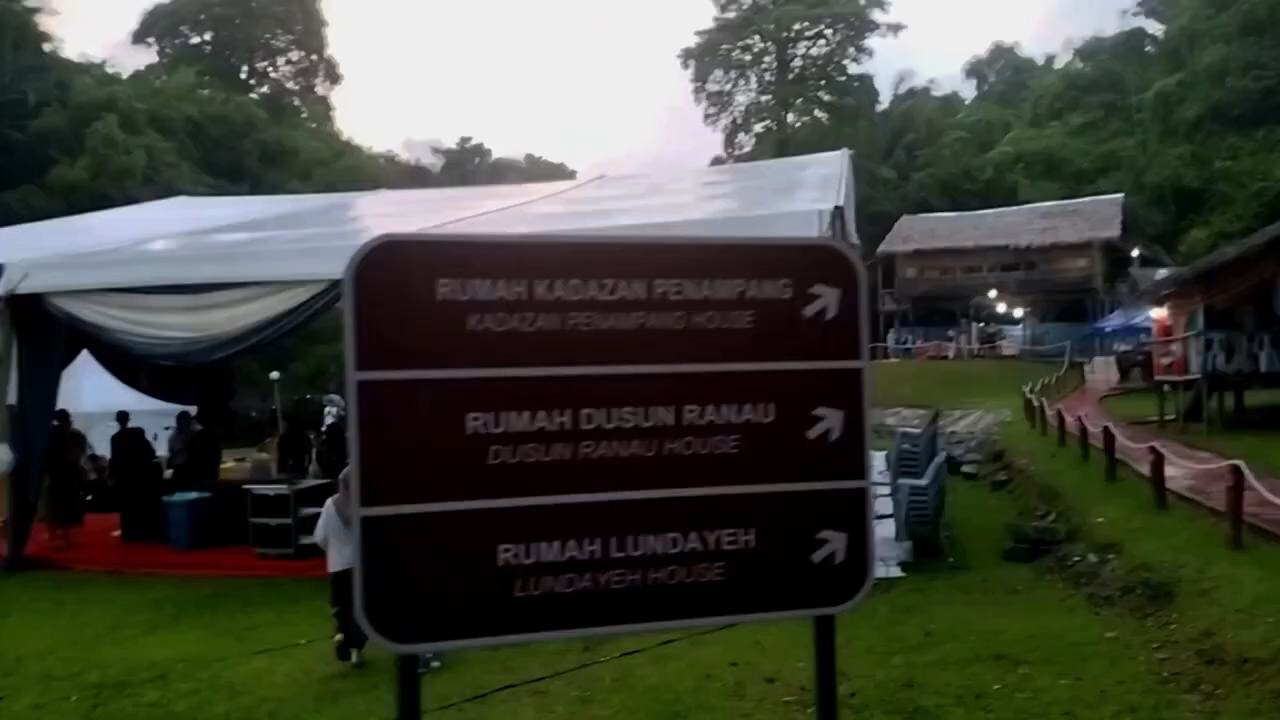 RUMAH KADAZAN PENAMPANG
KADAZAN PENAMPANG HOUSE
RUMAH DUSUN RANAU
DUSUN RANAU HOUSE
RUMAH LUNDAYEH
LUNDAYEH HOUSE